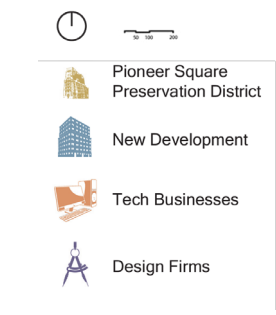 50 100 200
Pioneer Square
Preservation District
New Development
Tech Businesses
Design Firms